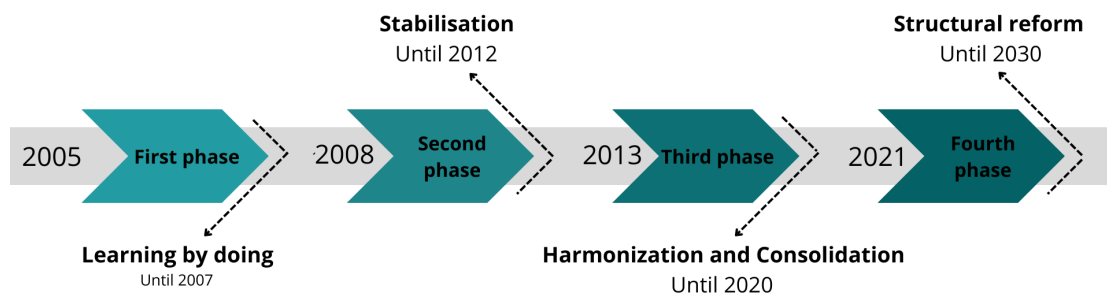 Stabilisation
Until 2012
Structural reform
Until 2030
2005
First phase
2008
Second
phase
2013
Third phase
2021
Fourth
phase
Learning by doing
Until 2007
Harmonization and Consolidation
Until 2020